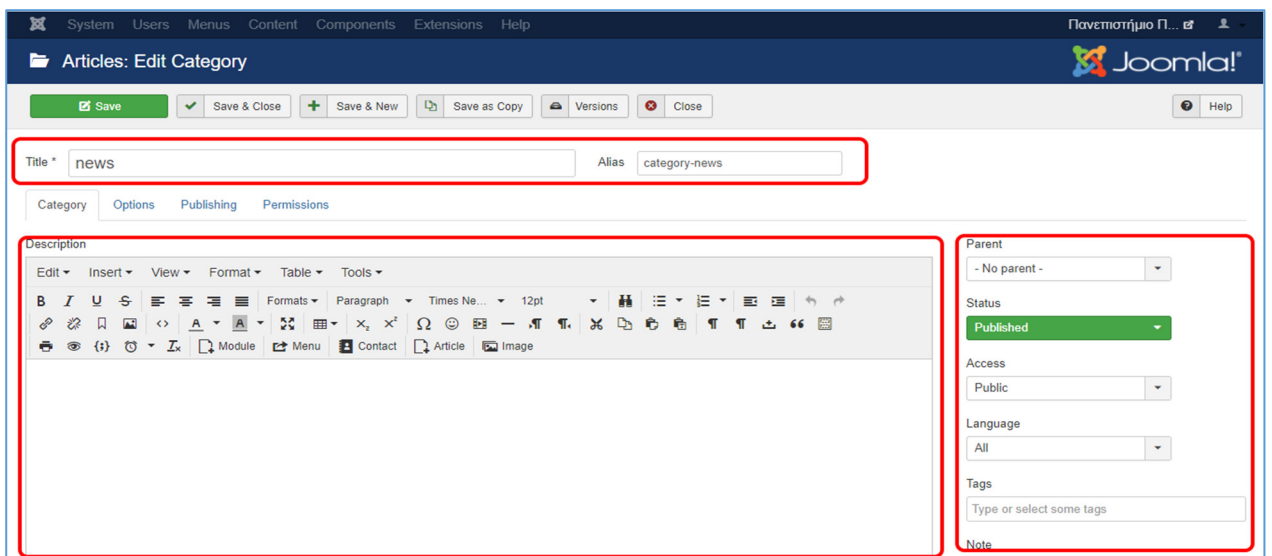 System Users Menus Content Components Extensions Help Πανεπιστήμιο Π...
Articles: Edit Category Joomla!®
Save Save & Close Save & New Save as Copy Versions Close Help
Title * news Alias category-news
Category Options Publishing Permissions
Description
Edit Insert View Format Table Tools
B I U S Formats Paragraph Times Ne... 12pt
A A x₂ x² Ω
Ix Module Menu Contact Article Image
Parent
- No parent -
Status
Published
Access
Public
Language
All
Tags
Type or select some tags
Note